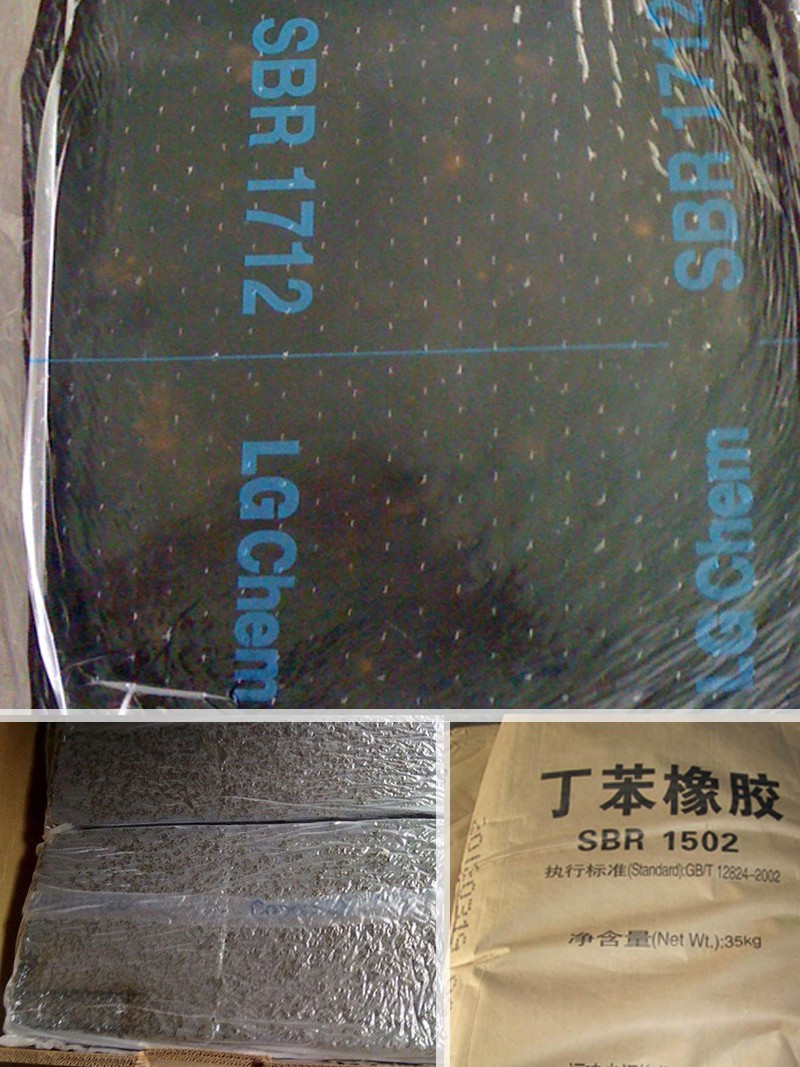 SBR 1712
LG Chem
SBR 1712
LG Chem
丁苯橡胶
SBR 1502
执行标准(Standard):GB/T 12824-2002
净含量(Net Wt.):35kg